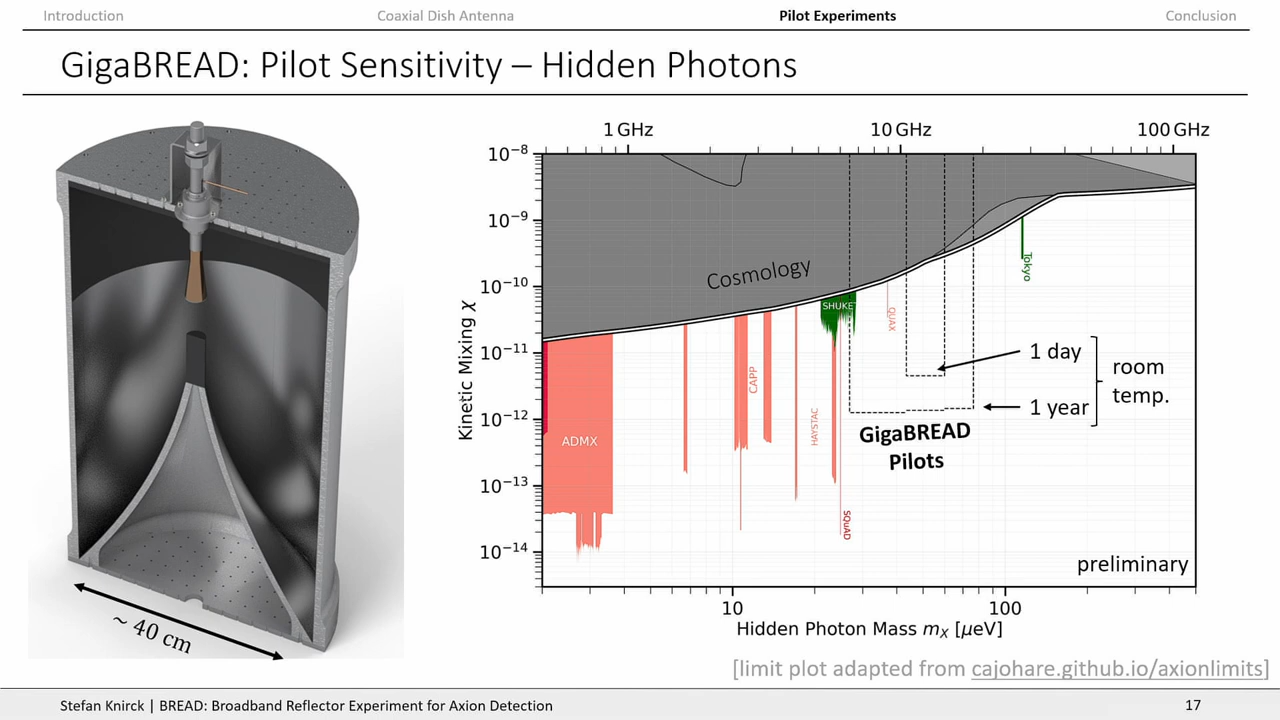 Introduction
Coaxial Dish Antenna
Pilot Experiments
Conclusion
GigaBREAD: Pilot Sensitivity – Hidden Photons
~ 40 cm
1 GHz
10 GHz
100 GHz
10⁻⁸
10⁻⁹
10⁻¹⁰
10⁻¹¹
10⁻¹²
10⁻¹³
10⁻¹⁴
Kinetic Mixing χ
Cosmology
ADMX
CAPP
HAYSTAC
SHUKET
SQuAD
QUAX
Tokyo
1 day
1 year
room
temp.
GigaBREAD
Pilots
preliminary
10
100
Hidden Photon Mass mX [μeV]
[limit plot adapted from cajohare.github.io/axionlimits]
Stefan Knirck | BREAD: Broadband Reflector Experiment for Axion Detection
17